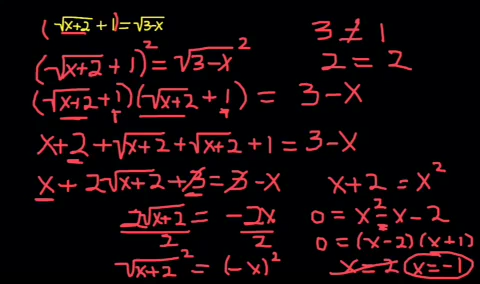 ( √x+2 + 1 ) = √3-x
(√x+2 + 1)² = √3-x²
(√x+2 + 1)(√x+2 + 1) = 3-x
x+2+√x+2+√x+2+1=3-x
x+2√x+2+3=3-x
2√x+2 = -2x
2 2
√x+2² = (-x)²
3 ≠ 1
2 = 2
x+2 = x²
0 = x²-x-2
0=(x-2)(x+1)
x=2 x=-1